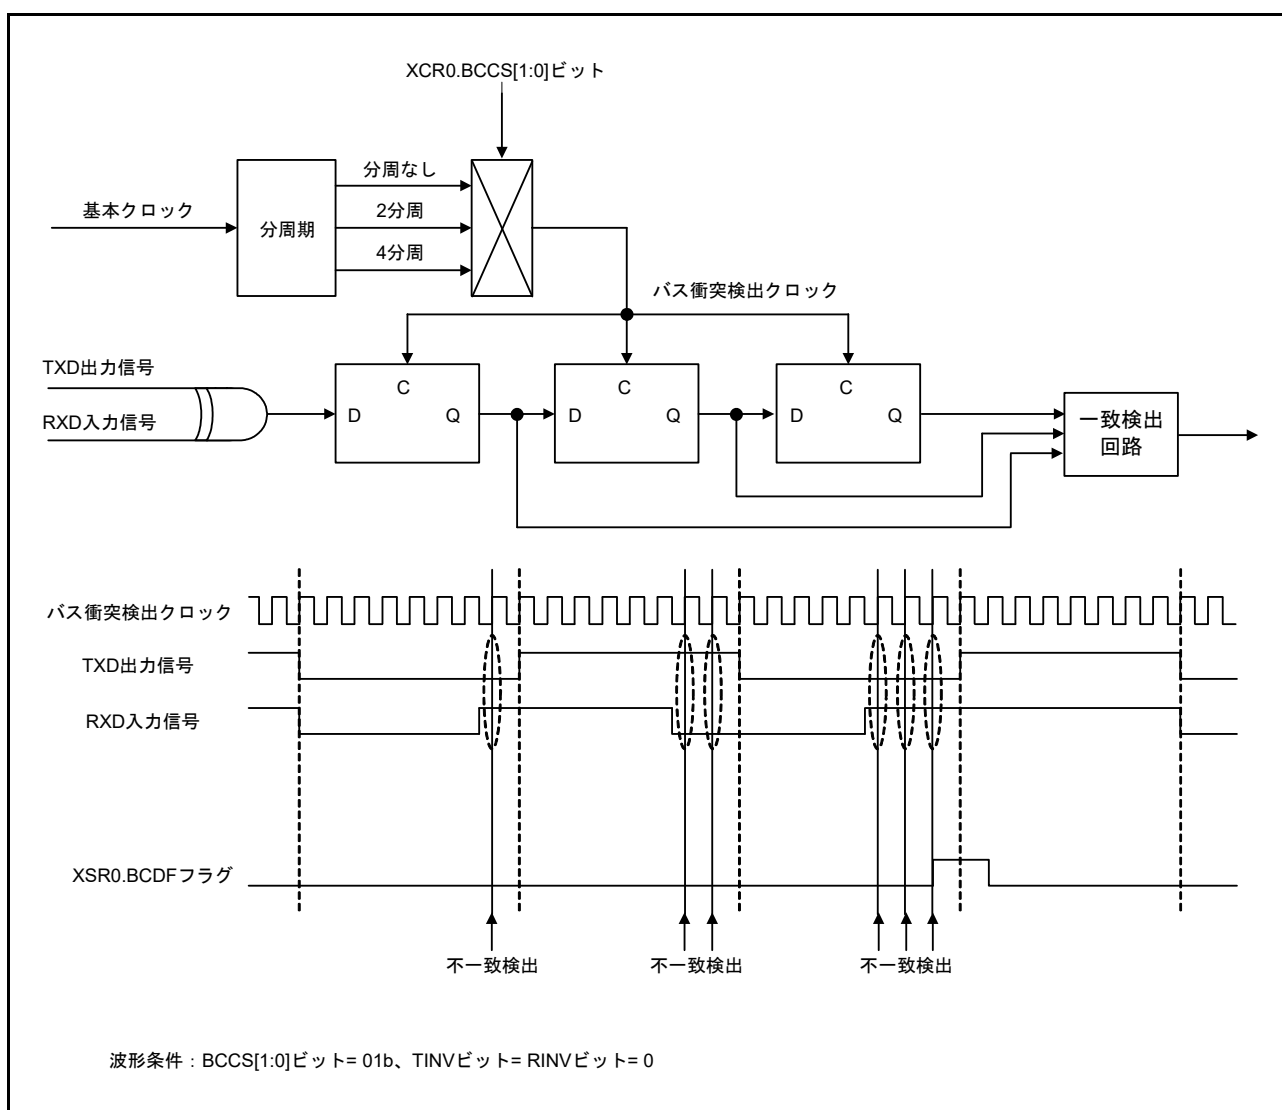 XCR0.BCCS[1:0]ビット
分周なし
基本クロック
分周期
2分周
4分周
バス衝突検出クロック
TXD出力信号
RXD入力信号
C
D
Q
C
D
Q
C
D
Q
一致検出
回路
バス衝突検出クロック
TXD出力信号
RXD入力信号
XSR0.BCDFフラグ
不一致検出
不一致検出
不一致検出
波形条件：BCCS[1:0]ビット= 01b、TINVビット= RINVビット= 0